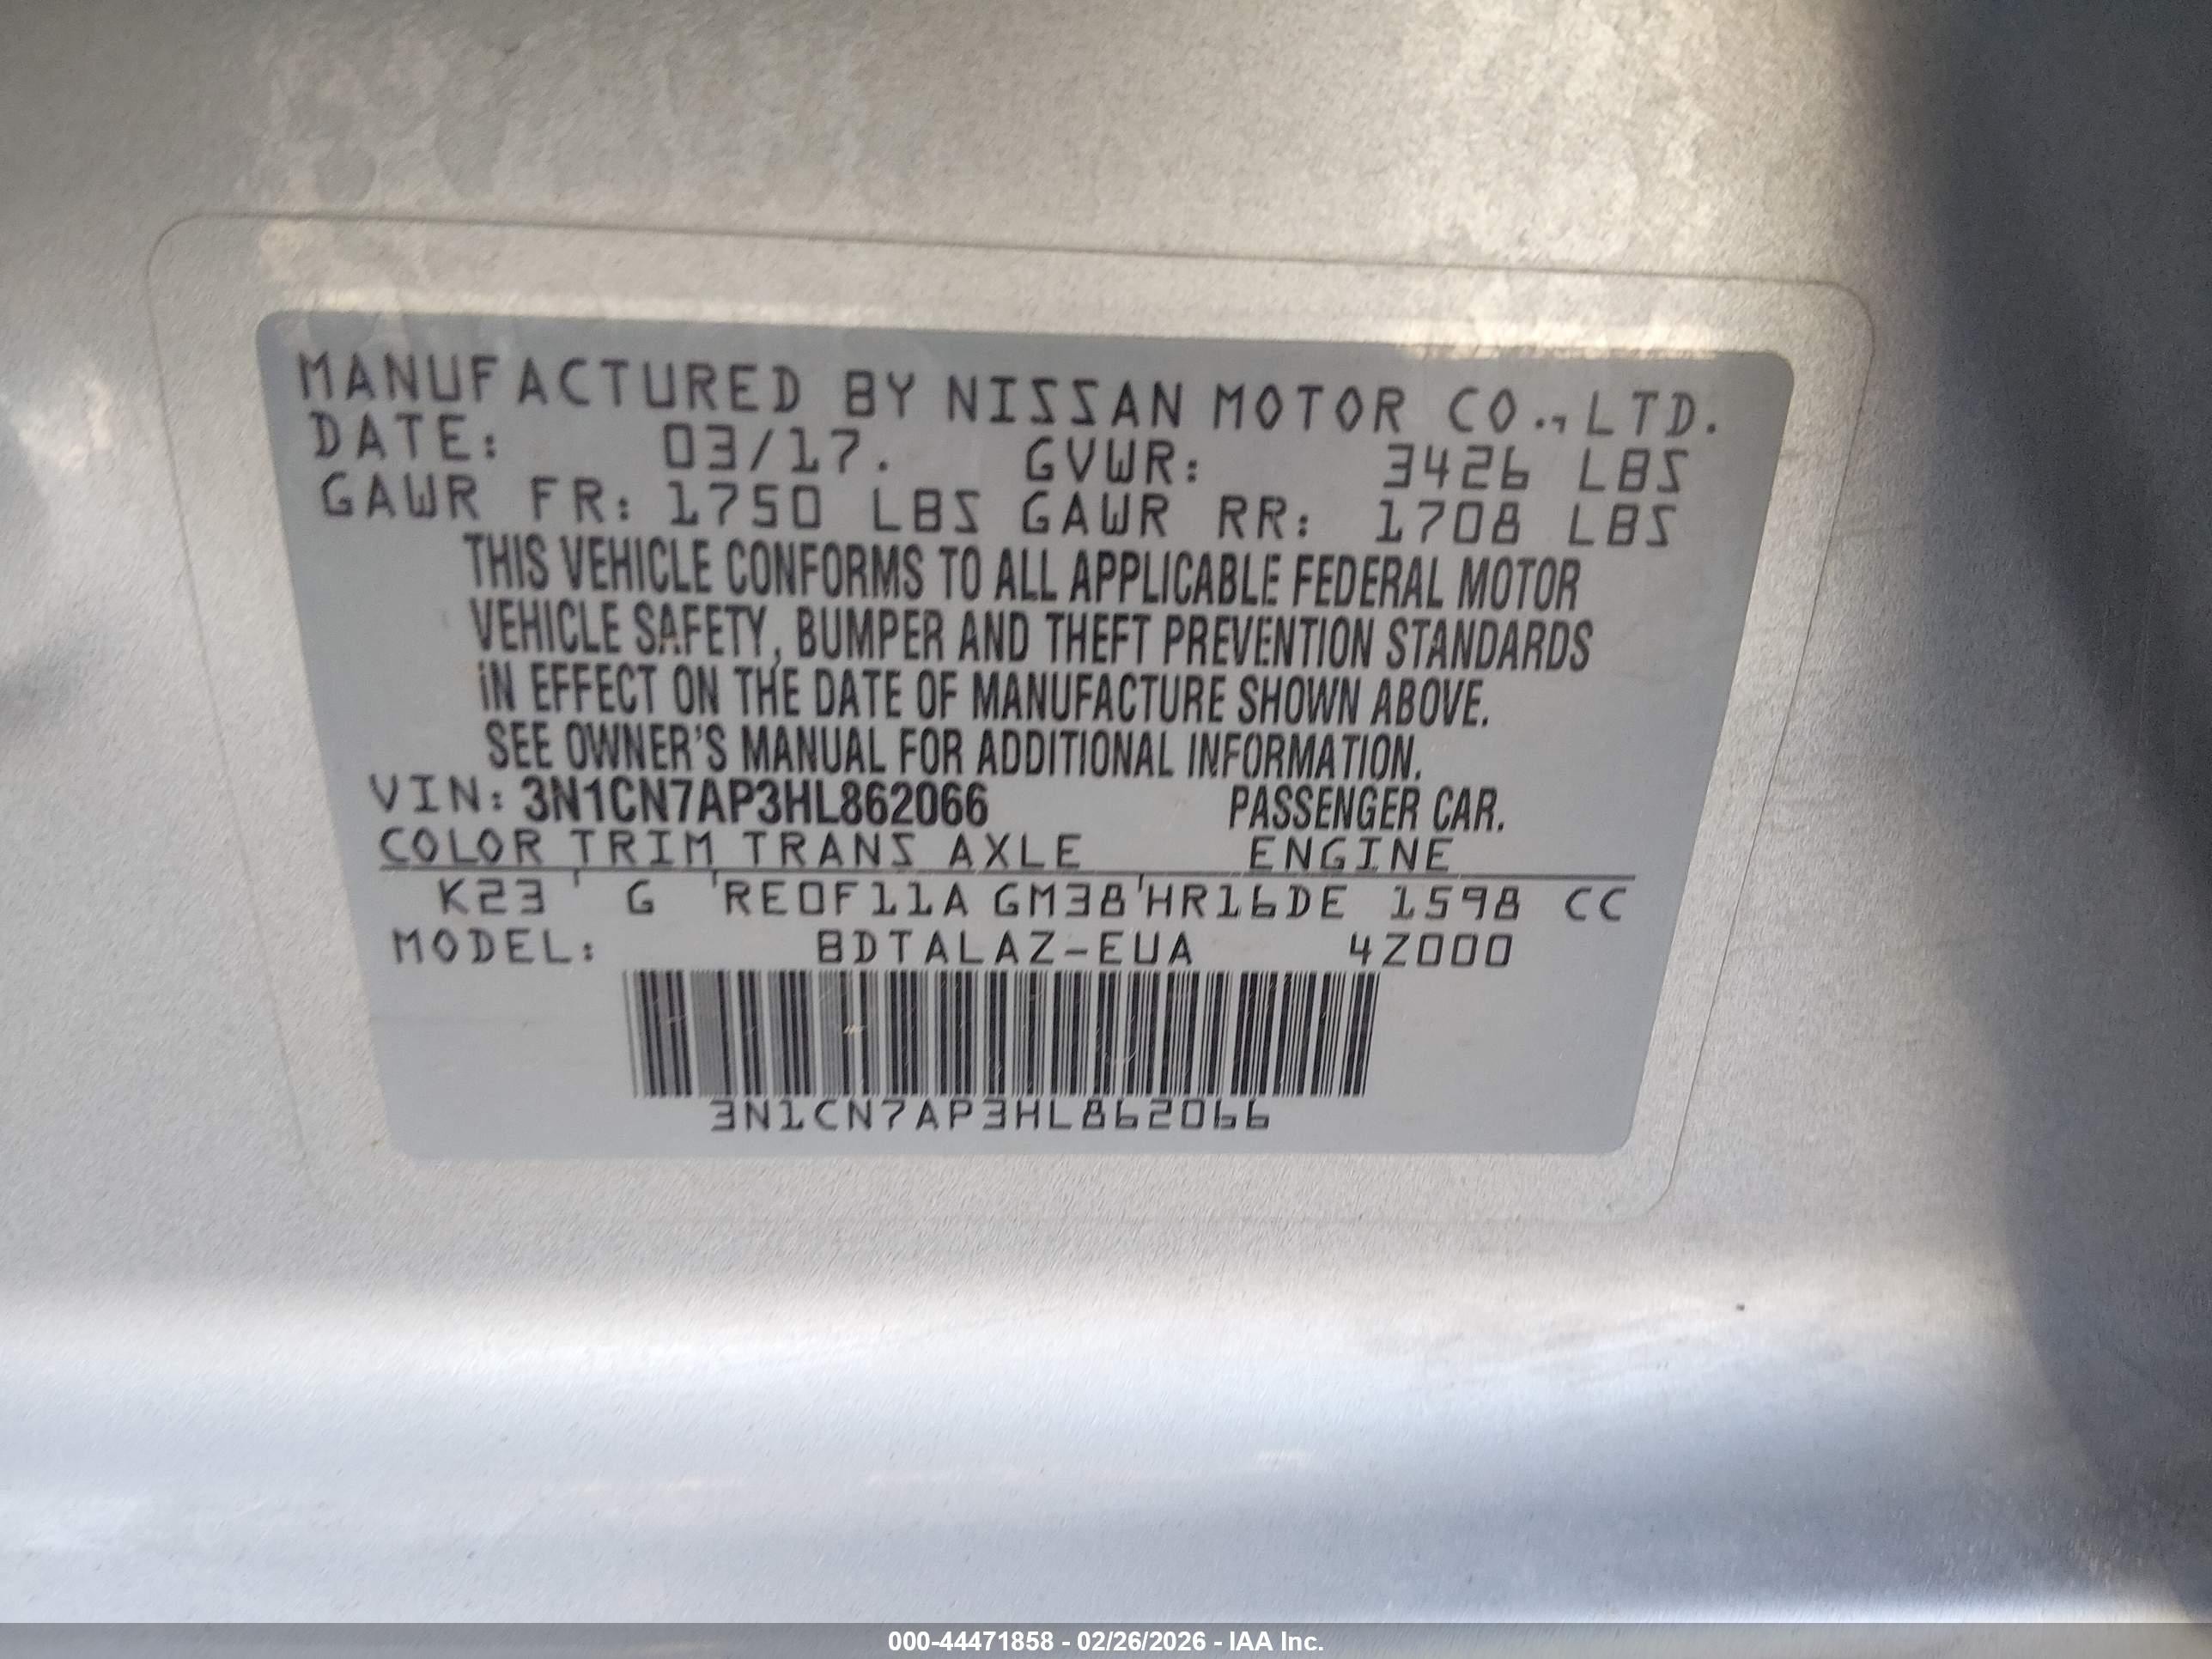 MANUFACTURED BY NISSAN MOTOR CO.,LTD.
DATE: 03/17. GVWR: 3426 LBS
GAWR FR: 1750 LBS GAWR RR: 1708 LBS
THIS VEHICLE CONFORMS TO ALL APPLICABLE FEDERAL MOTOR
VEHICLE SAFETY, BUMPER AND THEFT PREVENTION STANDARDS
IN EFFECT ON THE DATE OF MANUFACTURE SHOWN ABOVE.
SEE OWNER'S MANUAL FOR ADDITIONAL INFORMATION.
VIN: 3N1CN7AP3HL862066 PASSENGER CAR.
COLOR TRIM TRANS AXLE ENGINE
K23 G RE0F11A GM38 HR16DE 1598 CC
MODEL: BDTALAZ-EUA 4Z000
3N1CN7AP3HL862066
000-44471858 - 02/26/2026 - IAA Inc.